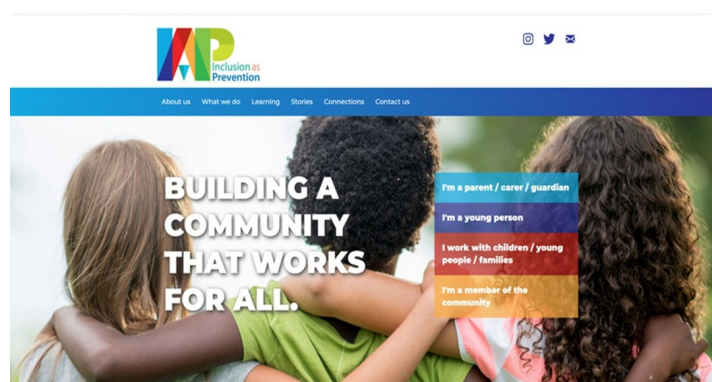 IAP
Inclusion as
Prevention
About us What we do Learning Stories Connections Contact us
BUILDING A
COMMUNITY
THAT WORKS
FOR ALL.
I'm a parent / carer / guardian
I'm a young person
I work with children / young
people / families
I'm a member of the
community